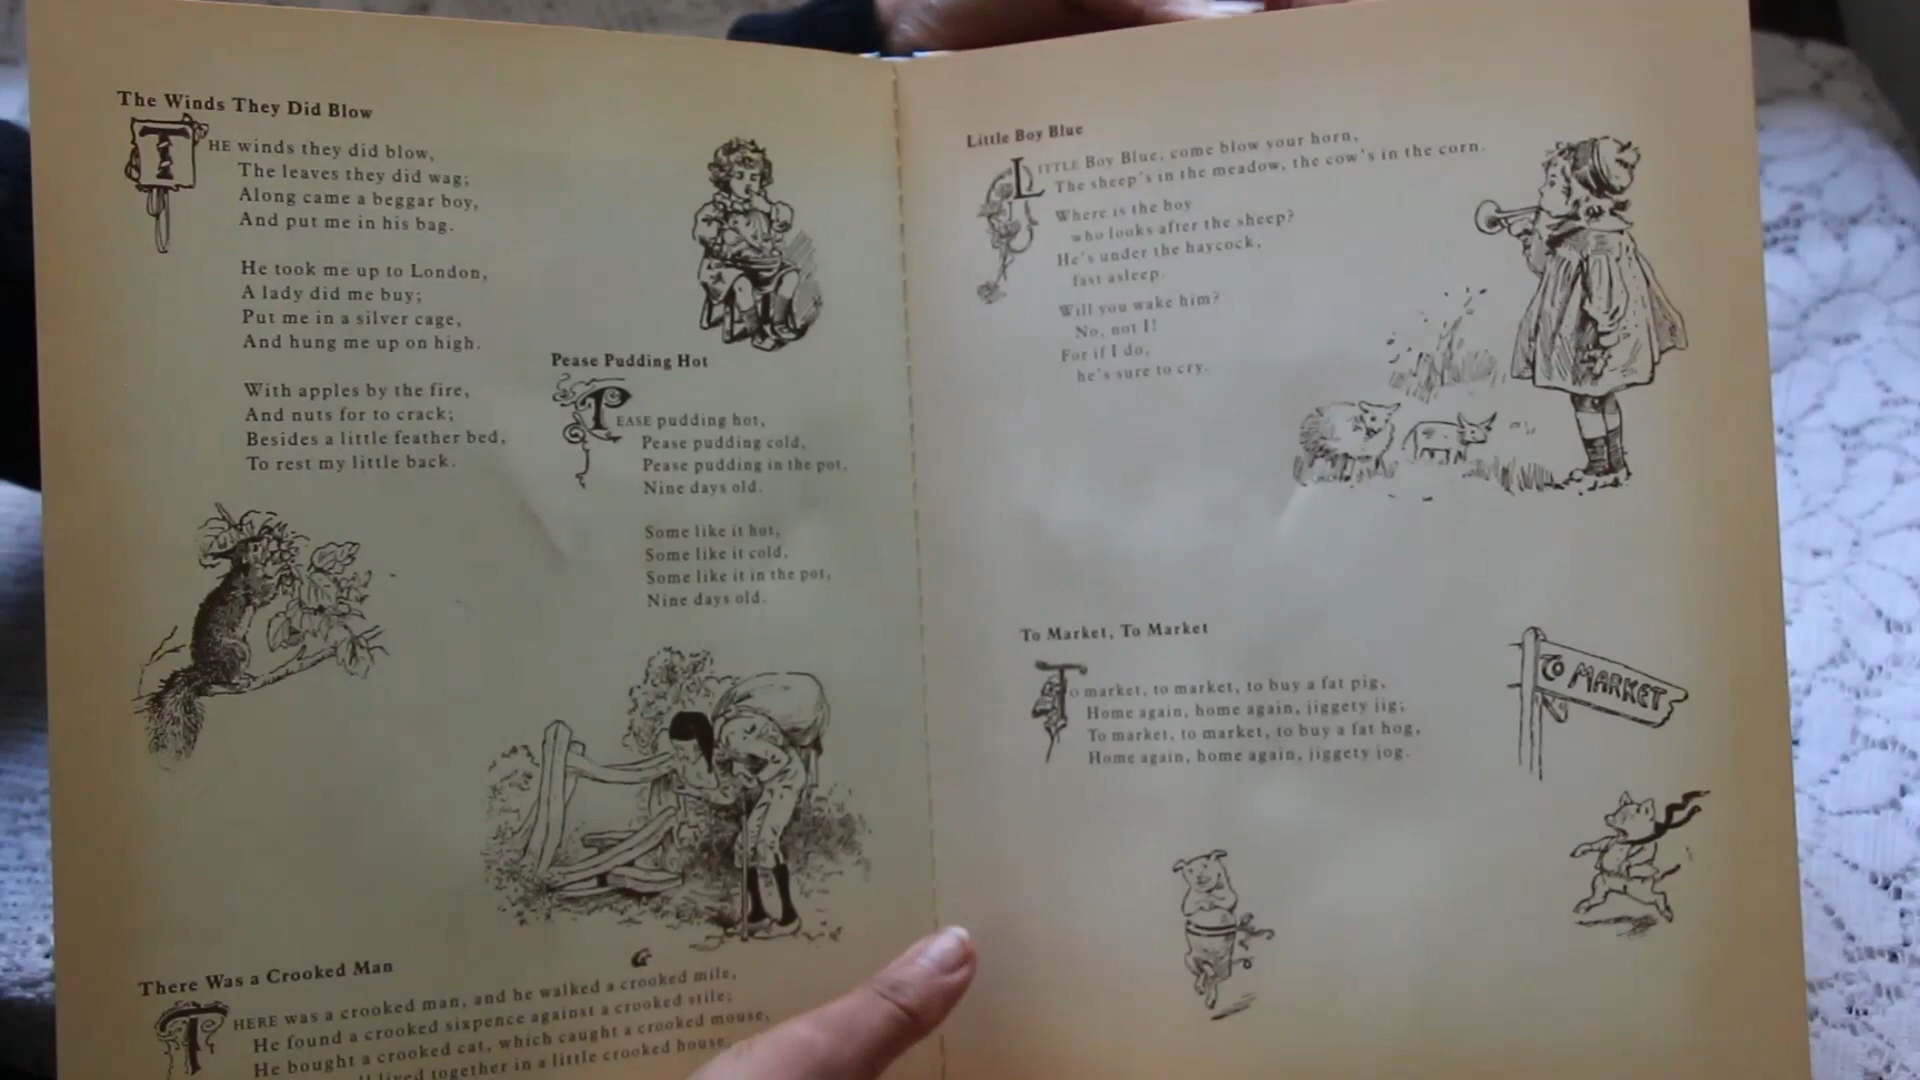 The Winds They Did Blow
THE winds they did blow,
The leaves they did wag;
Along came a beggar boy,
And put me in his bag.
He took me up to London,
A lady did me buy;
Put me in a silver cage,
And hung me up on high.
With apples by the fire,
And nuts for to crack;
Besides a little feather bed,
To rest my little back.
Pease Pudding Hot
PEASE pudding hot,
Pease pudding cold,
Pease pudding in the pot,
Nine days old.
Some like it hot,
Some like it cold,
Some like it in the pot,
Nine days old.
There Was a Crooked Man
THERE was a crooked man, and he walked a crooked mile,
He found a crooked sixpence against a crooked stile;
He bought a crooked cat, which caught a crooked mouse,
lived together in a little crooked house.
Little Boy Blue
LITTLE Boy Blue, come blow your horn,
The sheep's in the meadow, the cow's in the corn.
Where is the boy
who looks after the sheep?
He's under the haycock,
fast asleep.
Will you wake him?
No, not I!
For if I do,
he's sure to cry.
To Market, To Market
To market, to market, to buy a fat pig,
Home again, home again, jiggety jig;
To market, to market, to buy a fat hog,
Home again, home again, jiggety jog.
TO MARKET